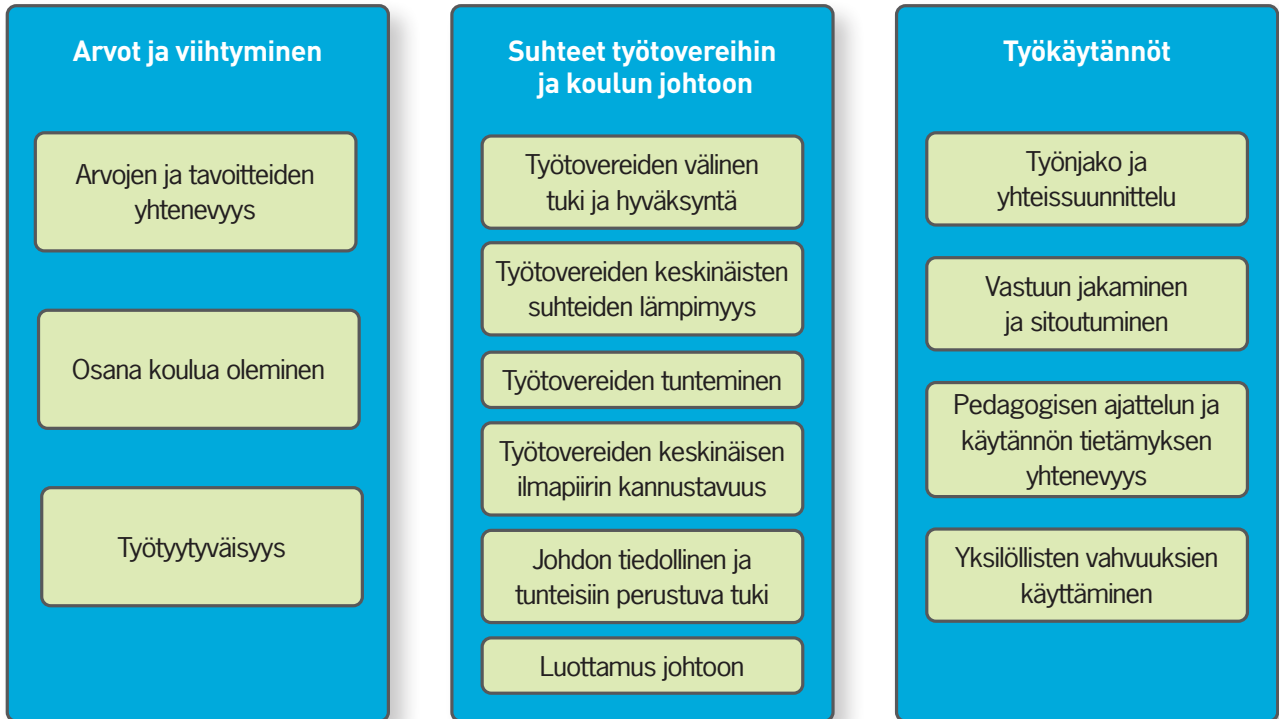 Arvot ja viihtyminen
Arvojen ja tavoitteiden
yhtenevyys
Osana koulua oleminen
Työtyytyväisyys
Suhteet työtovereihin
ja koulun johtoon
Työtovereiden välinen
tuki ja hyväksyntä
Työtovereiden keskinäisten
suhteiden lämpimyys
Työtovereiden tunteminen
Työtovereiden keskinäisen
ilmapiirin kannustavuus
Johdon tiedollinen ja
tunteisiin perustuva tuki
Luottamus johtoon
Työkäytännöt
Työnjako ja
yhteissuunnittelu
Vastuun jakaminen
ja sitoutuminen
Pedagogisen ajattelun ja
käytännön tietämyksen
yhtenevyys
Yksilöllisten vahvuuksien
käyttäminen